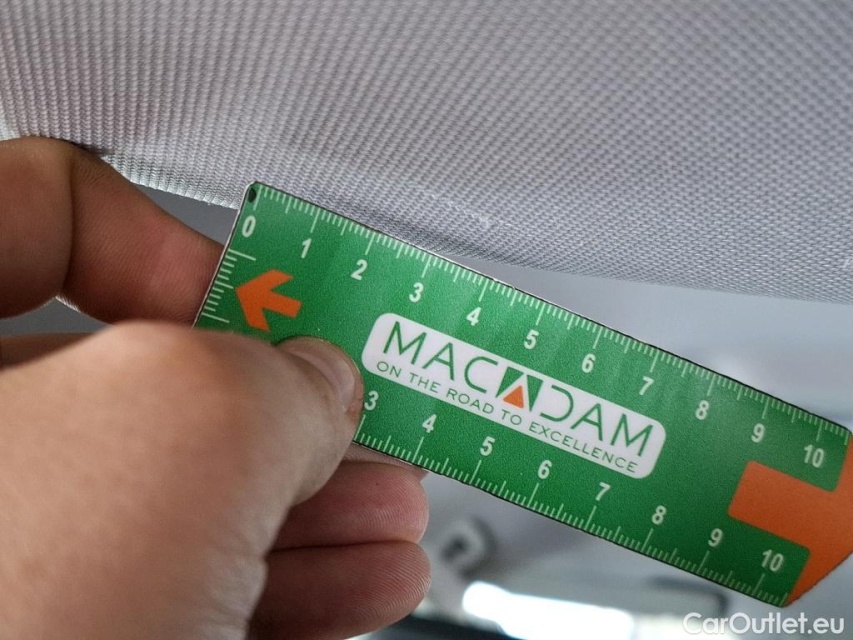 0 1 2 3 4 5 6 7 8 9 10
MACADAM
ON THE ROAD TO EXCELLENCE
3 4 5 6 7 8 9 10
CarOutlet.eu